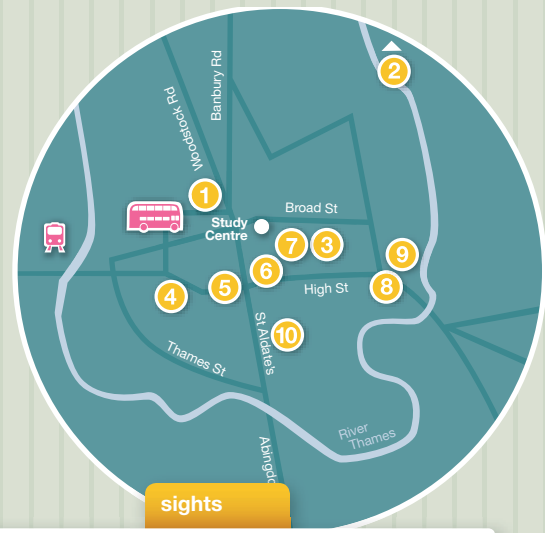 Banbury Rd
2
Woodstock Rd
1
Broad St
Study
Centre
7
3
9
6
8
5
High St
4
St Aldate's
10
Thames St
River
Thames
Abingdo
sights